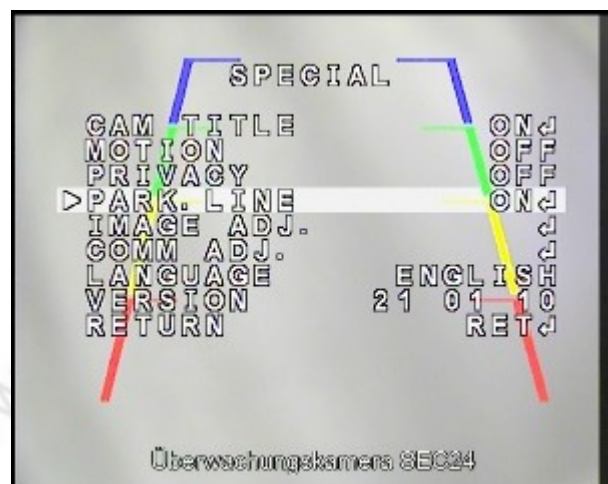 SPECIAL
CAM TITLE ON↲
MOTION OFF
PRIVACY OFF
>PARK. LINE ON↲
IMAGE ADJ. ↲
COMM ADJ. ↲
LANGUAGE ENGLISH
VERSION 21 01 10
RETURN RET↲
Überwachungskamera SEC24